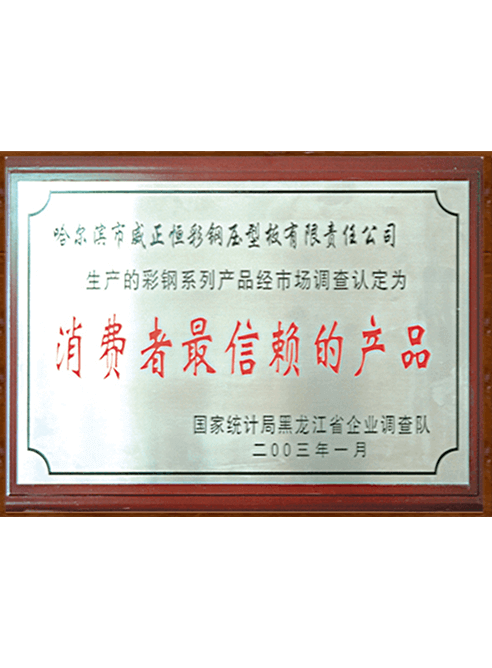 哈尔滨市威正恒彩钢压型板有限责任公司
生产的彩钢系列产品经市场调查认定为
消费者最信赖的产品
国家统计局黑龙江省企业调查队
二00三年一月